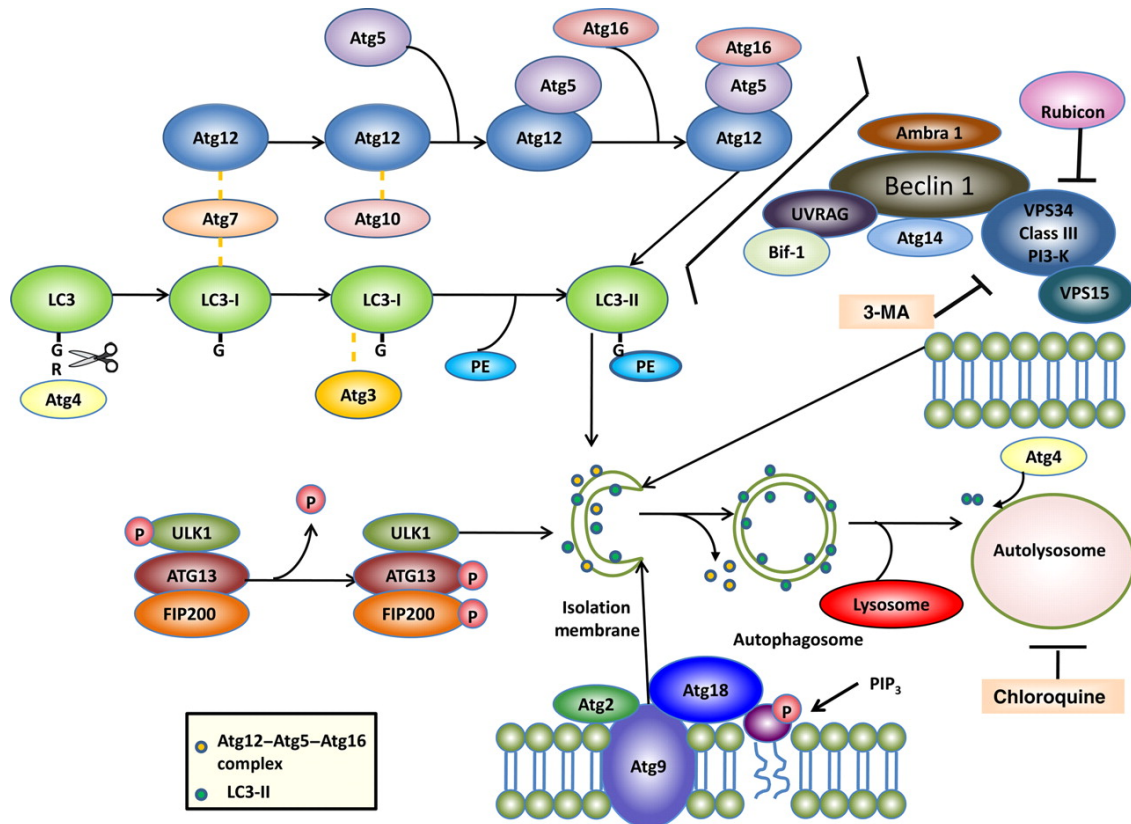 Atg5
Atg16
Atg16
Atg5
Atg5
Atg12
Atg12
Atg12
Atg12
Atg7
Atg10
LC3
LC3-I
LC3-I
LC3-II
G
R
G
G
G
PE
PE
Atg4
Atg3
Rubicon
Ambra 1
Beclin 1
UVRAG
Bif-1
Atg14
VPS34
Class III
PI3-K
VPS15
3-MA
Atg4
P
P
ULK1
ATG13
FIP200
ULK1
ATG13
P
FIP200
P
Isolation
membrane
Autophagosome
Lysosome
Autolysosome
Chloroquine
Atg2
Atg18
P
PIP3
Atg9
Atg12–Atg5–Atg16
complex
LC3-II